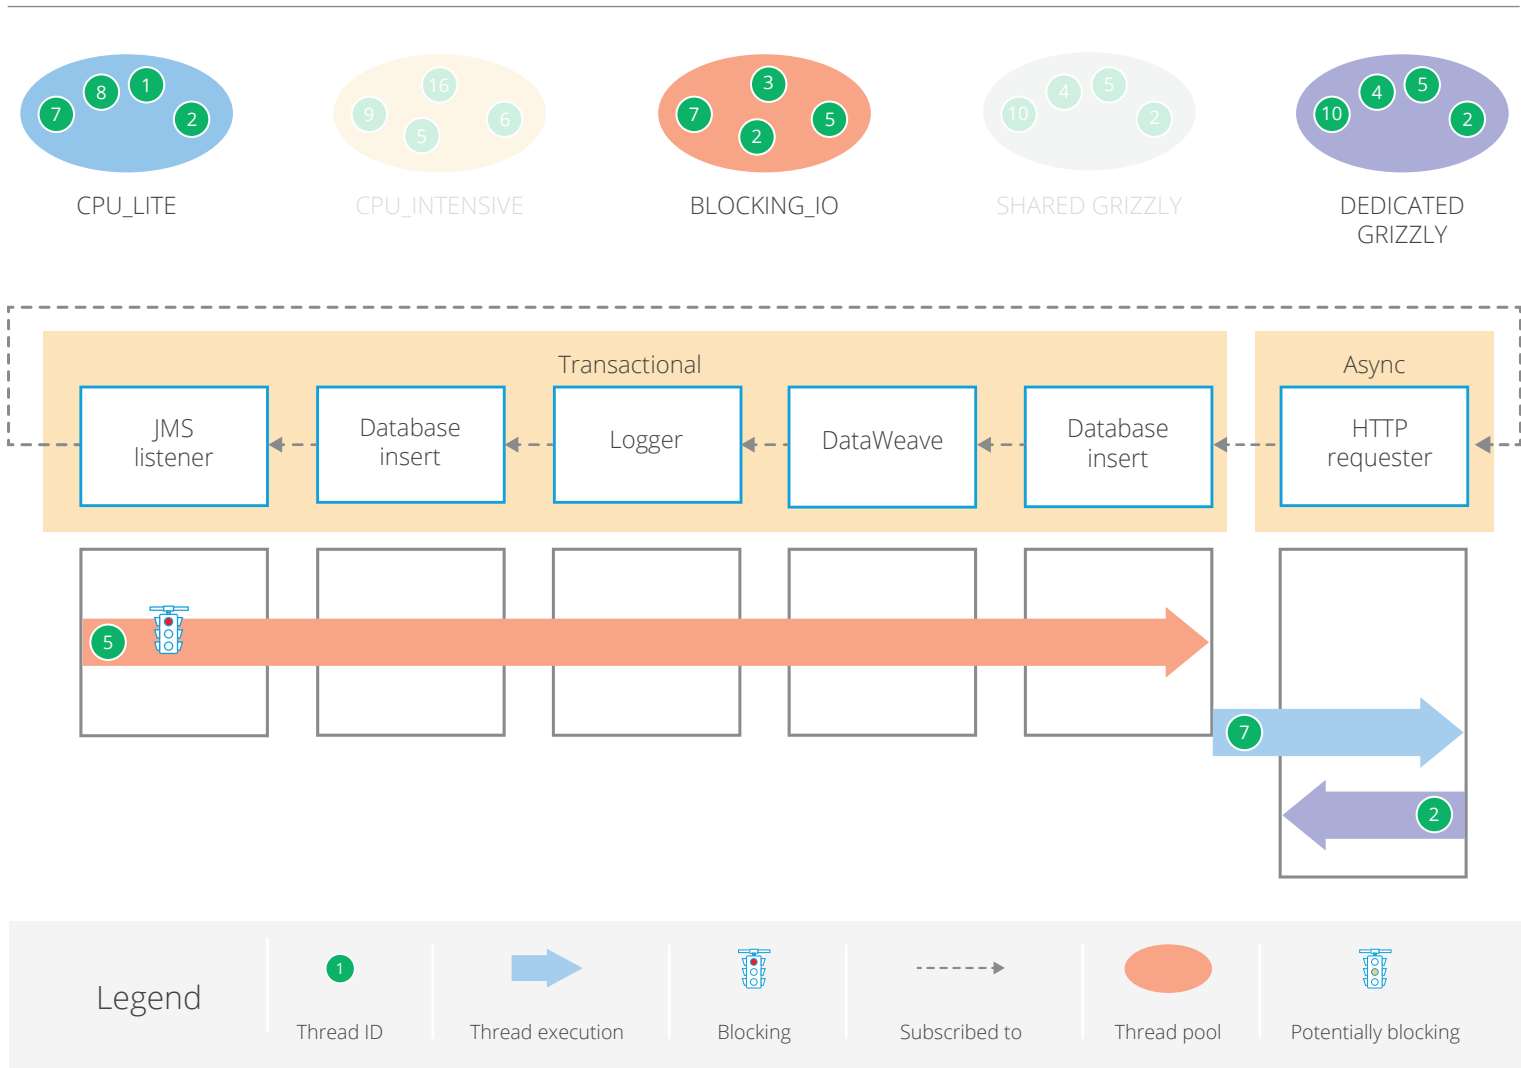 7 8 1 2
9 16 5 6
7 3 2 5
10 4 5 2
10 4 5 2
CPU_LITE
CPU_INTENSIVE
BLOCKING_IO
SHARED GRIZZLY
DEDICATED
GRIZZLY
Transactional
Async
JMS
listener
Database
insert
Logger
DataWeave
Database
insert
HTTP
requester
5
7
2
Legend
1
Thread ID
Thread execution
Blocking
Subscribed to
Thread pool
Potentially blocking